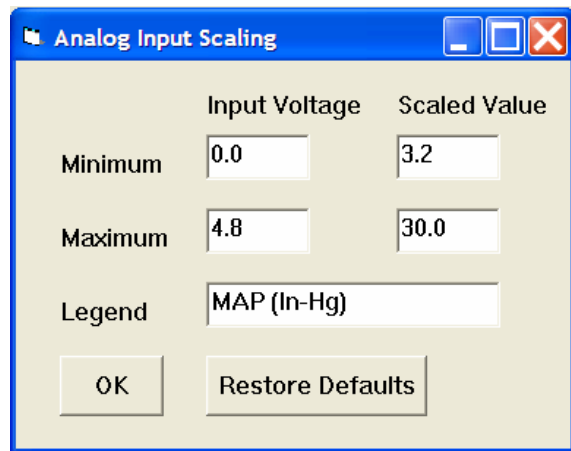 Analog Input Scaling
Input Voltage Scaled Value
Minimum 0.0 3.2
Maximum 4.8 30.0
Legend MAP (In-Hg)
OK Restore Defaults